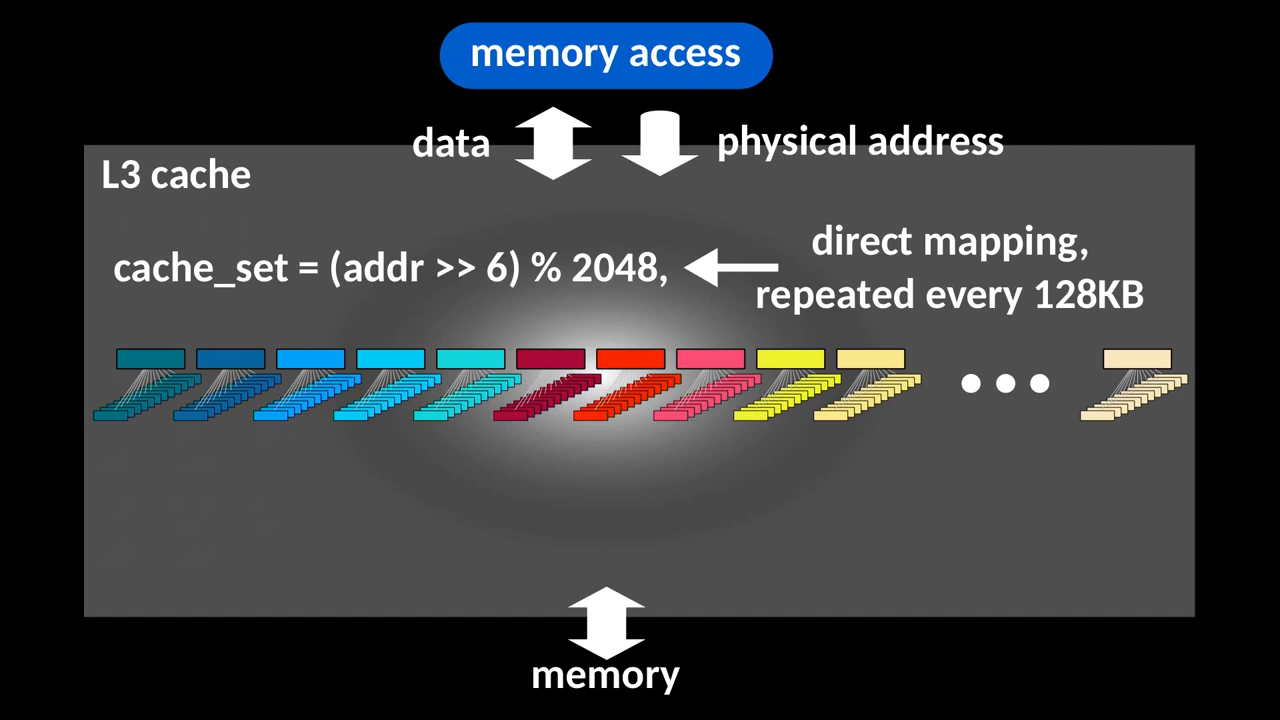 memory access
data
physical address
L3 cache
direct mapping,
cache_set = (addr >> 6) % 2048,
repeated every 128KB
memory